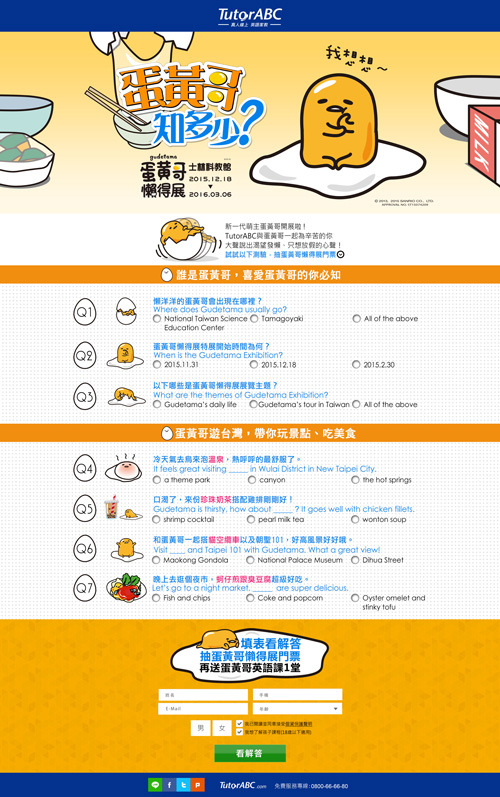 TutorABC
真人線上 英語家教
我想想想～
蛋黃哥
知多少?
MILK
gudetama
蛋黃哥
懶得展
士林科教館
2015.12.18
2016.03.06
新一代萌主蛋黃哥開展啦！
TutorABC與蛋黃哥一起為辛苦的你
大聲說出渴望發懶、只想放假的心聲！
試試以下測驗，抽蛋黃哥懶得展門票
誰是蛋黃哥，喜愛蛋黃哥的你必知
Q1
懶洋洋的蛋黃哥會出現在哪裡？
Where does Gudetama usually go?
National Taiwan Science Education Center
Tamagoyaki
All of the above
Q2
蛋黃哥懶得展特展開始時間為何？
When is the Gudetama Exhibition?
2015.11.31
2015.12.18
2015.2.30
Q3
以下哪些是蛋黃哥懶得展展覽主題？
What are the themes of Gudetama Exhibition?
Gudetama's daily life
Gudetama's tour in Taiwan
All of the above
蛋黃哥遊台灣，帶你玩景點、吃美食
Q4
冷天氣去烏來泡溫泉，熱呼呼的最舒服了。
It feels great visiting _____ in Wulai District in New Taipei City.
a theme park
canyon
the hot springs
Q5
口渴了，來份珍珠奶茶搭配雞排剛剛好！
Gudetama is thirsty, how about _____ ? It goes well with chicken fillets.
shrimp cocktail
pearl milk tea
wonton soup
Q6
和蛋黃哥一起搭貓空纜車以及朝聖101，好高風景好好哦。
Visit ____ and Taipei 101 with Gudetama. What a great view!
Maokong Gondola
National Palace Museum
Dihua Street
Q7
晚上去逛個夜市，蚵仔煎跟臭豆腐超級好吃。
Let's go to a night market. _____ are super delicious.
Fish and chips
Coke and popcorn
Oyster omelet and stinky tofu
填表看解答
抽蛋黃哥懶得展門票
再送蛋黃哥英語課1堂
姓名
手機
E-Mail
年齡
男
女
看解答
TutorABC.com
免費服務專線：0800-66-66-80